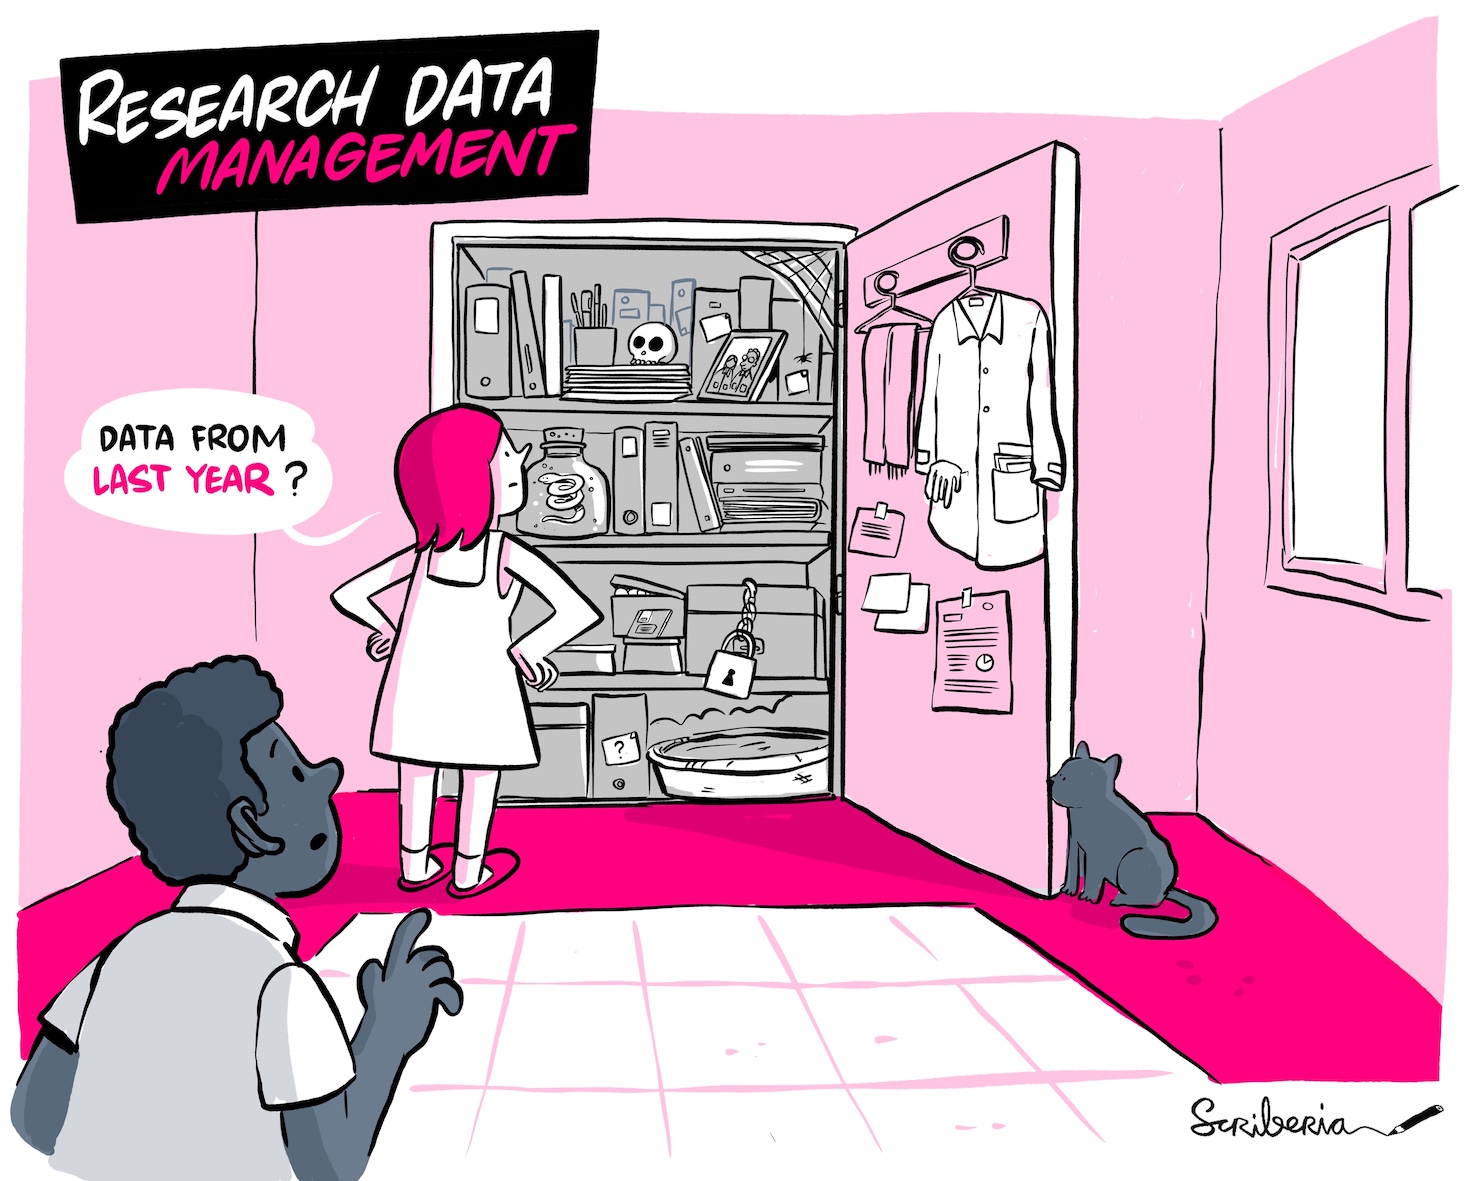 RESEARCH DATA
MANAGEMENT
DATA FROM
LAST YEAR?
?
Scriberia